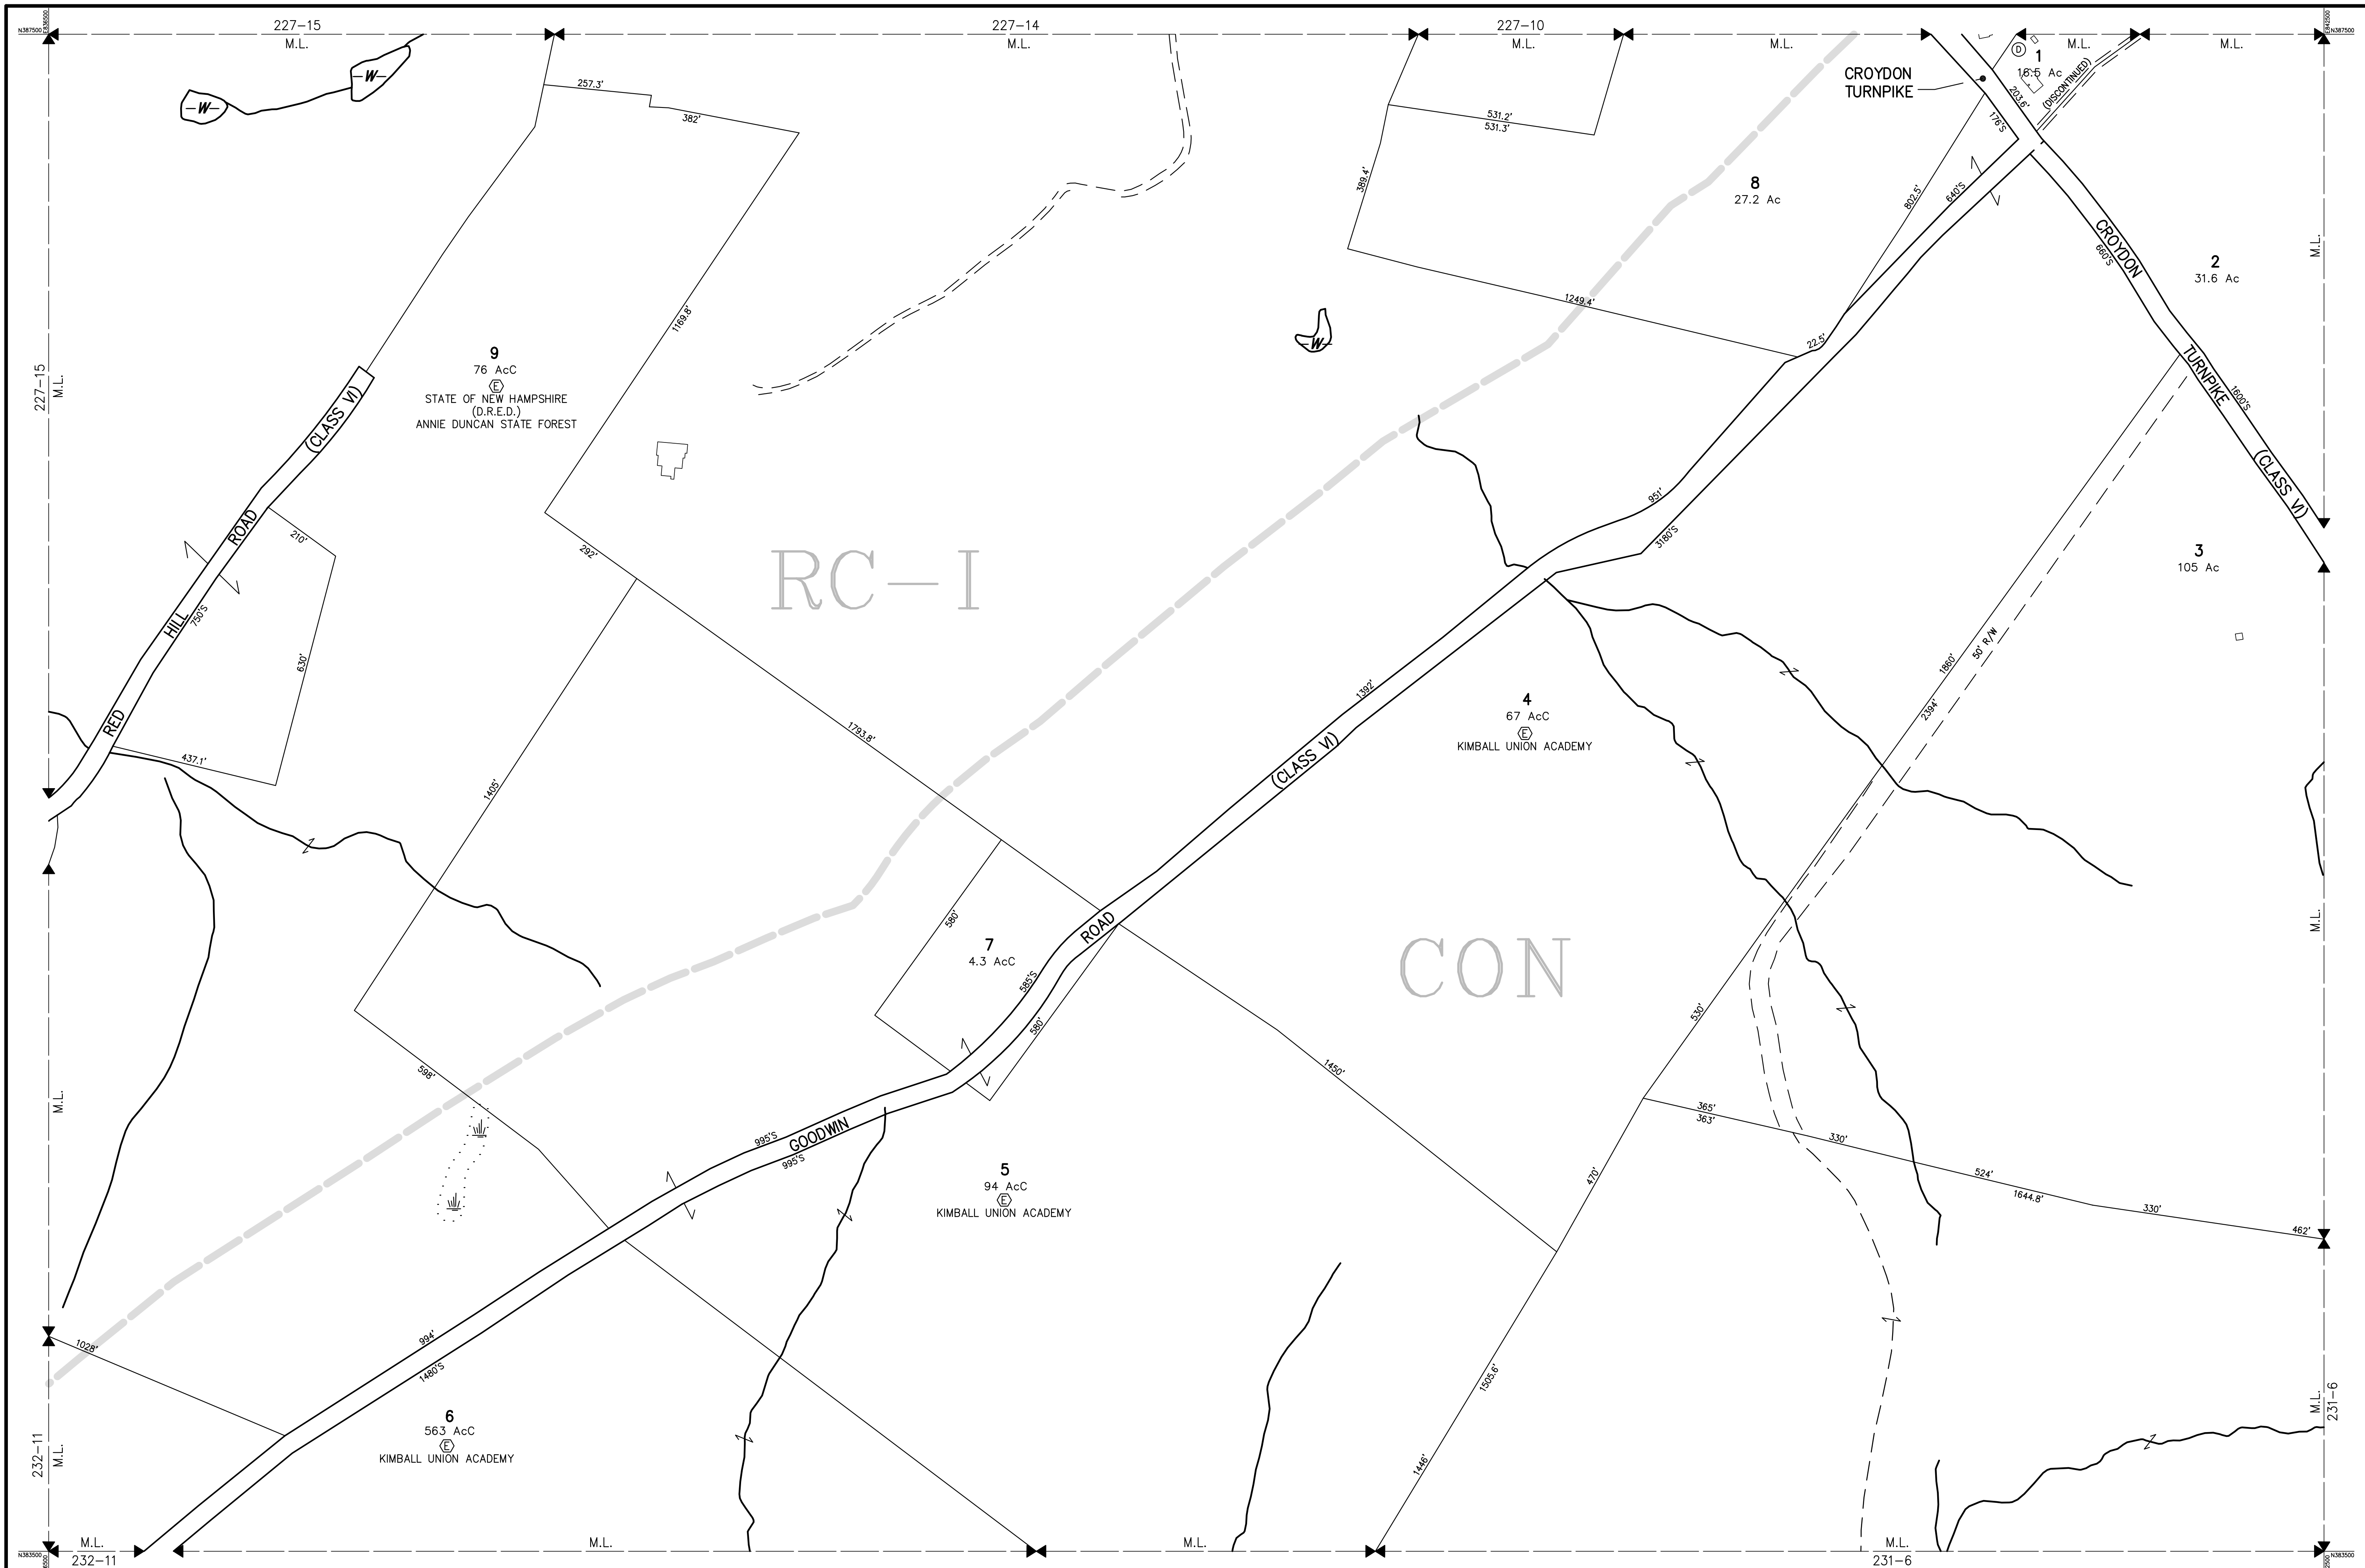 227-15
227-14
227-10
N387500
E836500
E842500
N387500
M.L.
M.L.
M.L.
M.L.
M.L.
M.L.
-W-
-W-
257.3'
382'
531.2'
531.3'
389.4'
CROYDON
TURNPIKE
D
1
16.5 Ac
(DISCONTINUED)
203.6'
176'S
8
27.2 Ac
802.5'
640'S
CROYDON
660'S
2
31.6 Ac
M.L.
1249.4'
22.5'
1169.8'
-W-
227-15
M.L.
9
76 AcC
E
STATE OF NEW HAMPSHIRE
(D.R.E.D.)
ANNIE DUNCAN STATE FOREST
(CLASS VI)
TURNPIKE
1600'S
(CLASS VI)
951'
3180'S
ROAD
210'
292'
RC-I
3
105 Ac
HILL
750'S
630'
50' R/W
1860'
2394'
RED
437.1'
1793.8'
1392'
4
67 AcC
E
KIMBALL UNION ACADEMY
(CLASS VI)
1405'
580'
7
4.3 AcC
ROAD
585'S
580'
CON
M.L.
530'
598'
1450'
365'
363'
330'
M.L.
995'S
GOODWIN
995'S
5
94 AcC
E
KIMBALL UNION ACADEMY
470'
524'
1644.8'
330'
462'
994'
1028'
1480'S
1505.6'
M.L.
231-6
6
563 AcC
E
KIMBALL UNION ACADEMY
232-11
M.L.
1446'
N383500
M.L.
232-11
M.L.
M.L.
M.L.
231-6
N383500